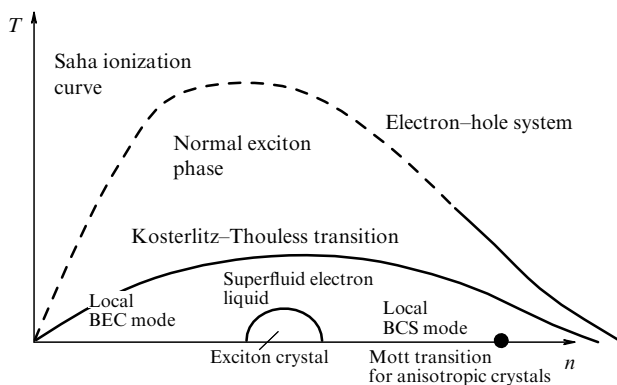 T
Saha ionization
curve
Electron–hole system
Normal exciton
phase
Kosterlitz–Thouless transition
Superfluid electron
liquid
Local
BEC mode
Local
BCS mode
Exciton crystal
Mott transition
for anisotropic crystals
n